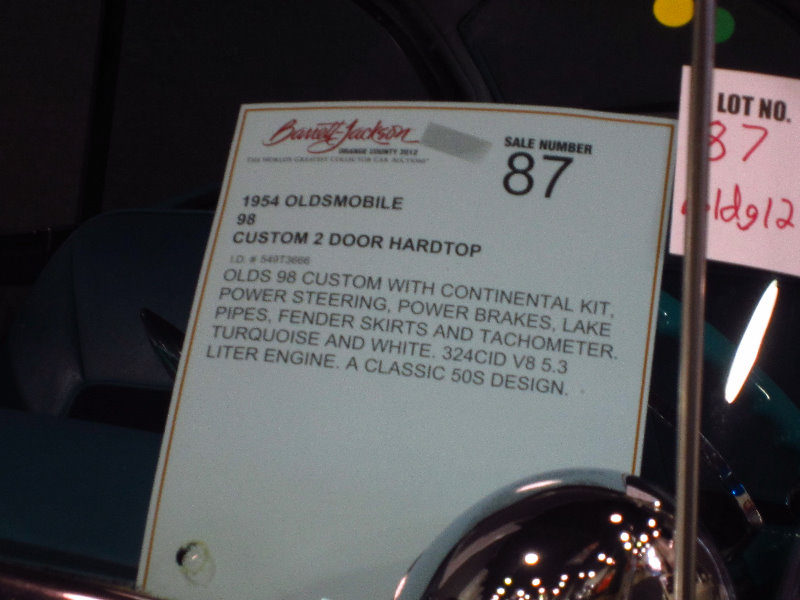 Barrett-Jackson
ORANGE COUNTY 2012
THE WORLD'S GREATEST COLLECTOR CAR AUCTIONS
SALE NUMBER
87
1954 OLDSMOBILE
98
CUSTOM 2 DOOR HARDTOP
I.D. # 549T3666
OLDS 98 CUSTOM WITH CONTINENTAL KIT,
POWER STEERING, POWER BRAKES, LAKE
PIPES, FENDER SKIRTS AND TACHOMETER.
TURQUOISE AND WHITE. 324CID V8 5.3
LITER ENGINE. A CLASSIC 50S DESIGN.
LOT NO.
87